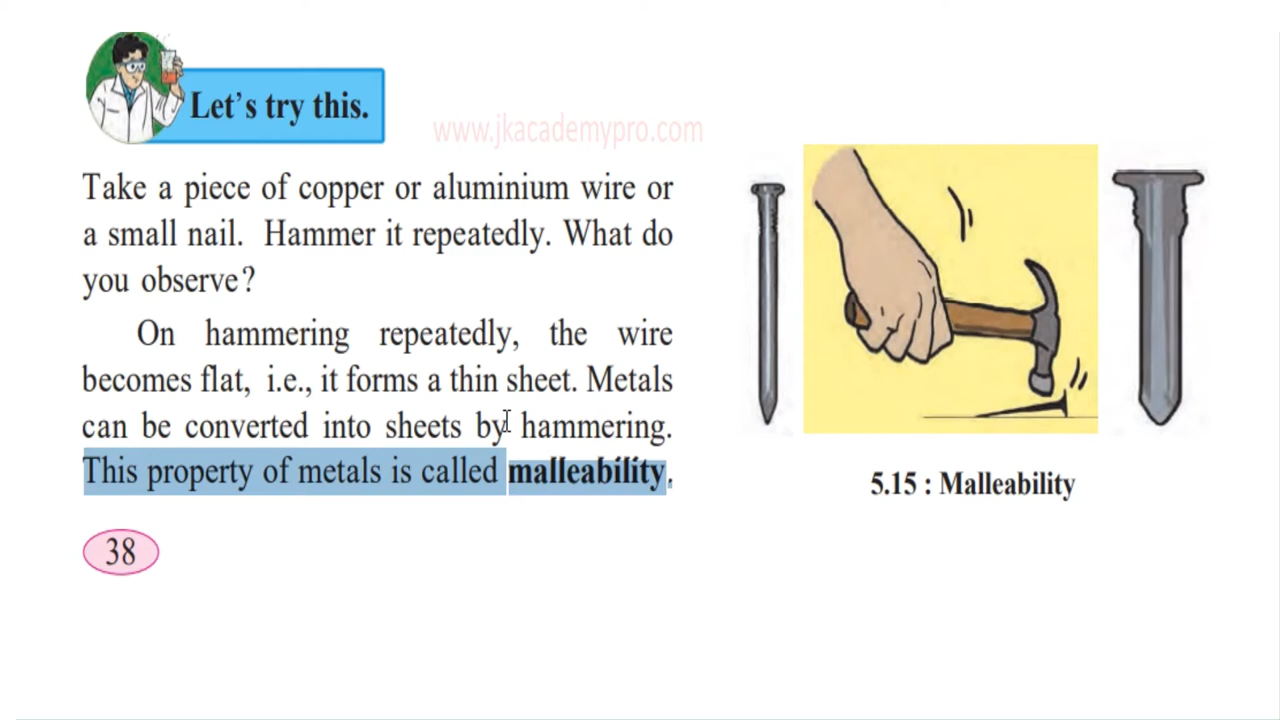 Let's try this.
www.jkacademypro.com
Take a piece of copper or aluminium wire or
a small nail. Hammer it repeatedly. What do
you observe?
On hammering repeatedly, the wire
becomes flat, i.e., it forms a thin sheet. Metals
can be converted into sheets by hammering.
This property of metals is called malleability.
5.15 : Malleability
38